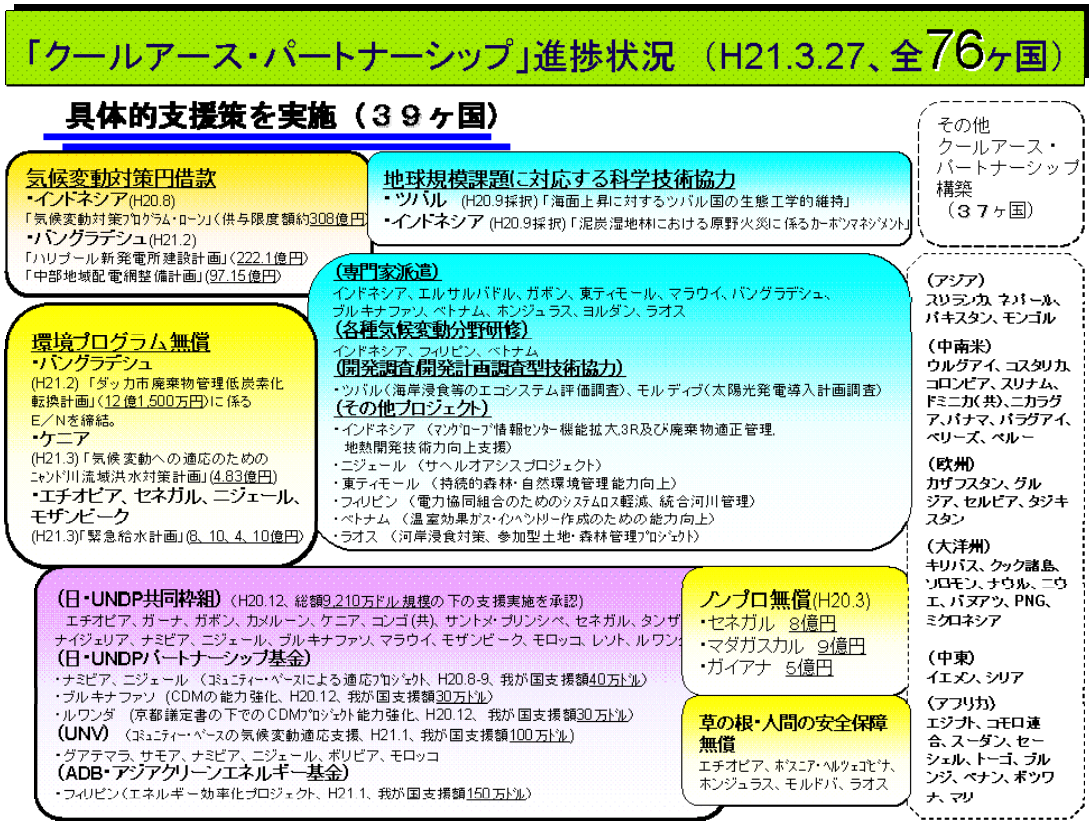 「クールアース・パートナーシップ」進捗状況 （H21.3.27、全76ヶ国）
具体的支援策を実施（３９ヶ国）
気候変動対策円借款
・インドネシア(H20.8)
「気候変動対策プログラム・ローン」（供与限度額約308億円）
・バングラデシュ(H21.2)
「ハリプール新発電所建設計画」（222.1億円）
「中部地域配電網整備計画」（97.15億円）
地球規模課題に対応する科学技術協力
・ツバル （H20.9採択）「海面上昇に対するツバル国の生態工学的維持」
・インドネシア （H20.9採択）「泥炭湿地林における原野火災に係るカーボンマネジメント」
環境プログラム無償
・バングラデシュ
(H21.2) 「ダッカ市廃棄物管理低炭素化
転換計画」（12億1,500万円）に係る
Ｅ／Ｎを締結。
・ケニア
(H21.3)「気候変動への適応のための
ニャンド川流域洪水対策計画」(4.83億円)
・エチオピア、セネガル、ニジェール、
モザンビーク
(H21.3)「緊急給水計画」(8、10、4、10億円)
(専門家派遣)
インドネシア、エルサルバドル、ガボン、東ティモール、マラウイ、バングラデシュ、
ブルキナファソ、ベトナム、ホンジュラス、ヨルダン、ラオス
(各種気候変動分野研修)
インドネシア、フィリピン、ベトナム
(開発調査/開発計画調査型技術協力)
・ツバル（海岸浸食等のエコシステム評価調査）、モルディブ（太陽光発電導入計画調査）
(その他プロジェクト)
・インドネシア （マングローブ情報センター機能拡大,3R及び廃棄物適正管理,
地熱開発技術力向上支援）
・ニジェール （サヘルオアシスプロジェクト）
・東ティモール （持続的森林・自然環境管理能力向上）
・フィリピン （電力協同組合のためのシステムロス軽減、統合河川管理）
・ベトナム （温室効果ガス・インベントリー作成のための能力向上）
・ラオス （河岸浸食対策、参加型土地・森林管理プロジェクト）
（日・UNDP共同枠組）（H20.12、総額9,210万ドル規模の下の支援実施を承認）
エチオピア、ガーナ、ガボン、カメルーン、ケニア、コンゴ(共)、サントメ・プリンシペ、セネガル、タンザ
ナイジェリア、ナミビア、ニジェール、ブルキナファソ、マラウイ、モザンビーク、モロッコ、レソト、ルワン
（日・UNDPパートナーシップ基金）
・ナミビア、ニジェール （コミュニティー・ベースによる適応プロジェクト、H20.8-9、我が国支援額40万ドル）
・ブルキナファソ （CDMの能力強化、H20.12、我が国支援額30万ドル）
・ルワンダ （京都議定書の下でのCDMプロジェクト能力強化、H20.12、 我が国支援額30万ドル）
（UNV） （コミュニティー・ベースの気候変動適応支援、H21.1、我が国支援額100万ドル）
・グアテマラ、サモア、ナミビア、ニジェール、ボリビア、モロッコ
（ADB・アジアクリーンエネルギー基金）
・フィリピン（エネルギー効率化プロジェクト、H21.1、我が国支援額150万ドル）
ノンプロ無償(H20.3)
・セネガル 8億円
・マダガスカル 9億円
・ガイアナ 5億円
草の根・人間の安全保障
無償
エチオピア、ボスニア・ヘルツェゴビナ、
ホンジュラス、モルドバ、ラオス
その他
クールアース・
パートナーシップ
構築
（３７ヶ国）
（アジア）
スリランカ、ネパール、
パキスタン、モンゴル
（中南米）
ウルグアイ、コスタリカ、
コロンビア、スリナム、
ドミニカ(共)、ニカラグ
ア、パナマ、パラグアイ、
ベリーズ、ペルー
（欧州）
カザフスタン、グル
ジア、セルビア、タジキ
スタン
（大洋州）
キリバス、クック諸島、
ソロモン、ナウル、ニウ
エ、バヌアツ、PNG、
ミクロネシア
（中東）
イエメン、シリア
（アフリカ）
エジプト、コモロ連
合、スーダン、セー
シェル、トーゴ、ブル
ンジ、ベナン、ボツワ
ナ、マリ